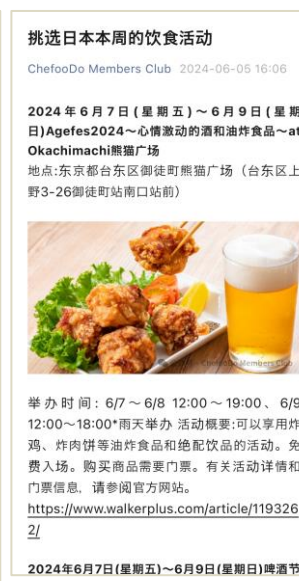 挑选日本本周的饮食活动
ChefooDo Members Club 2024-06-05 16:06
2024年6月7日(星期五)～6月9日(星期
日)Agefes2024～心情激动的酒和油炸食品～at
Okachimachi熊猫广场
地点:东京都台东区御徒町熊猫广场（台东区上
野3-26御徒町站南口站前）
ChefooDo Members Club
举办时间: 6/7～6/8 12:00～19:00、6/9
12:00～18:00*雨天举办 活动概要:可以享用炸
鸡、炸肉饼等油炸食品和绝配饮品的活动。免
费入场。购买商品需要门票。有关活动详情和
门票信息，请参阅官方网站。
https://www.walkerplus.com/article/119326
2/
2024年6月7日(星期五)～6月9日(星期日)啤酒节